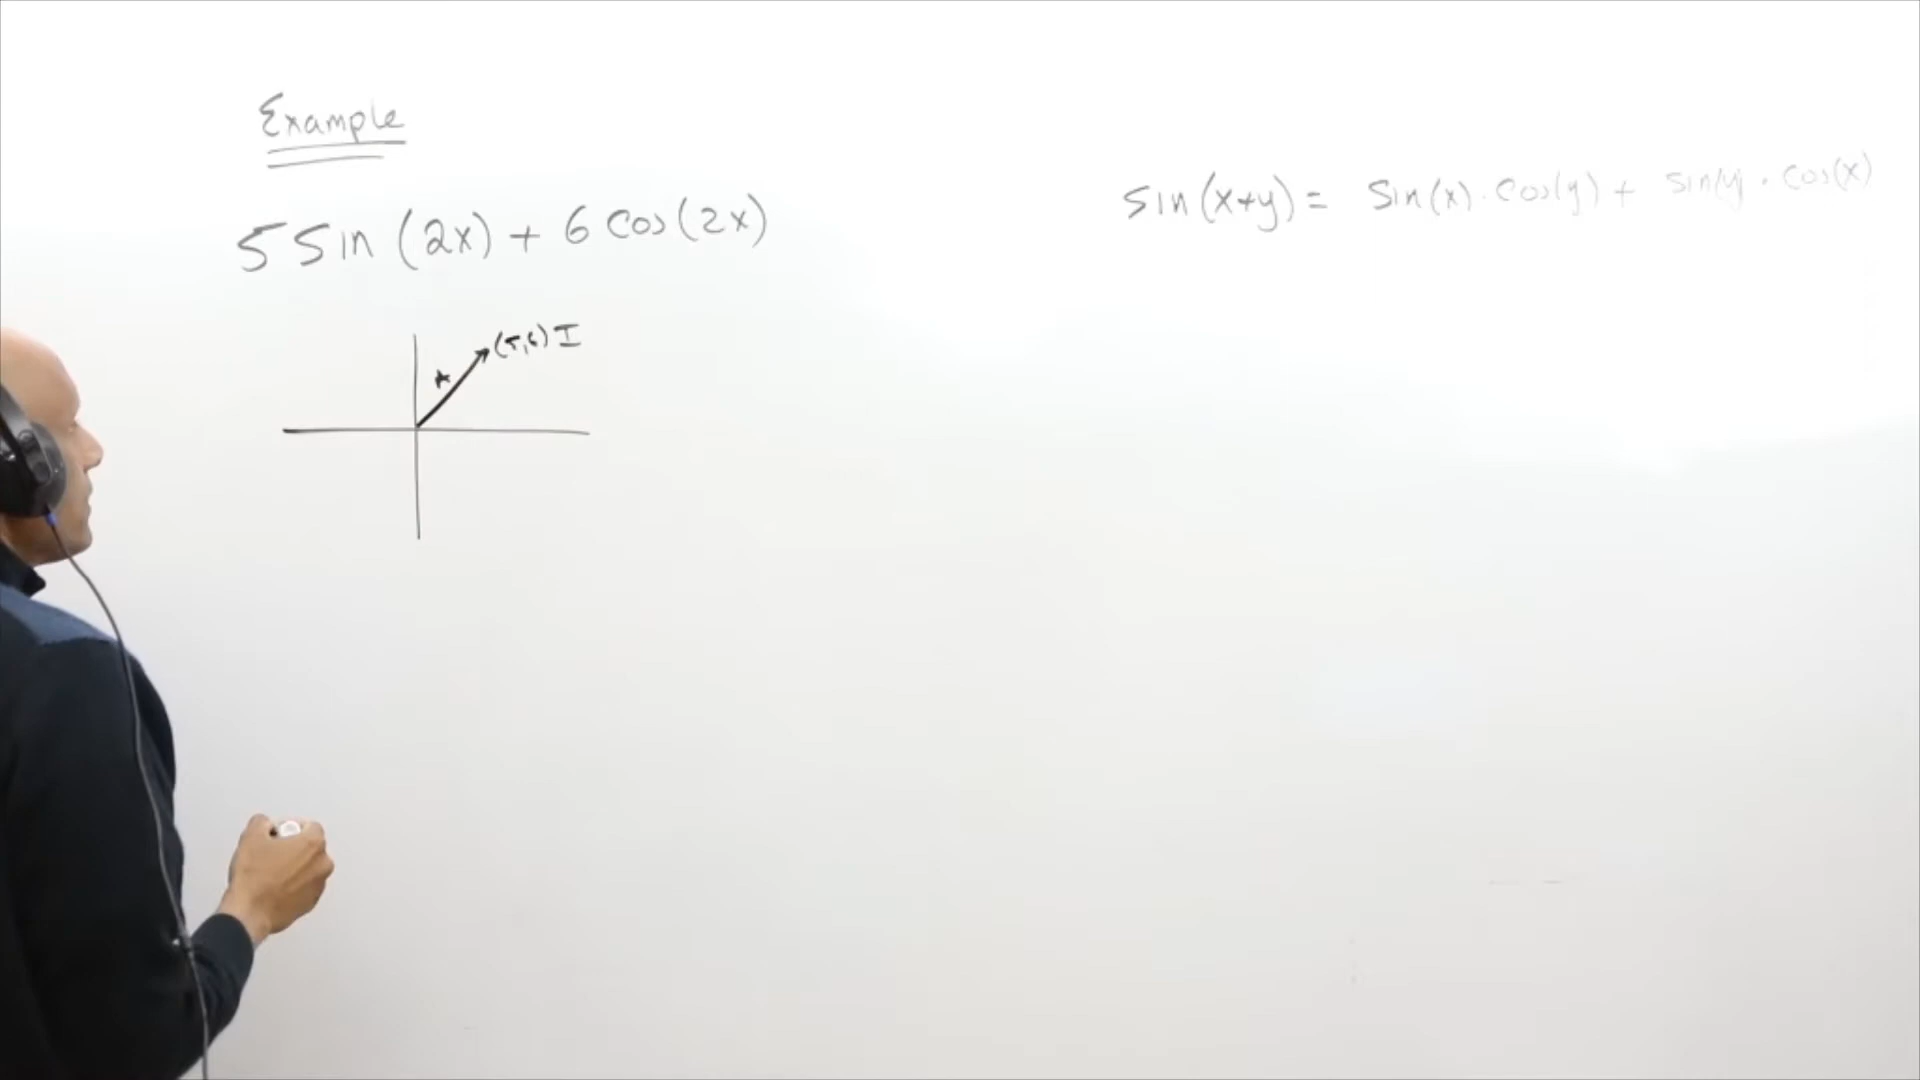 Example
sin(x+y) = sin(x) · cos(y) + sin(y) · cos(x)
5 sin (2x) + 6 cos(2x)
(5,6) I
A